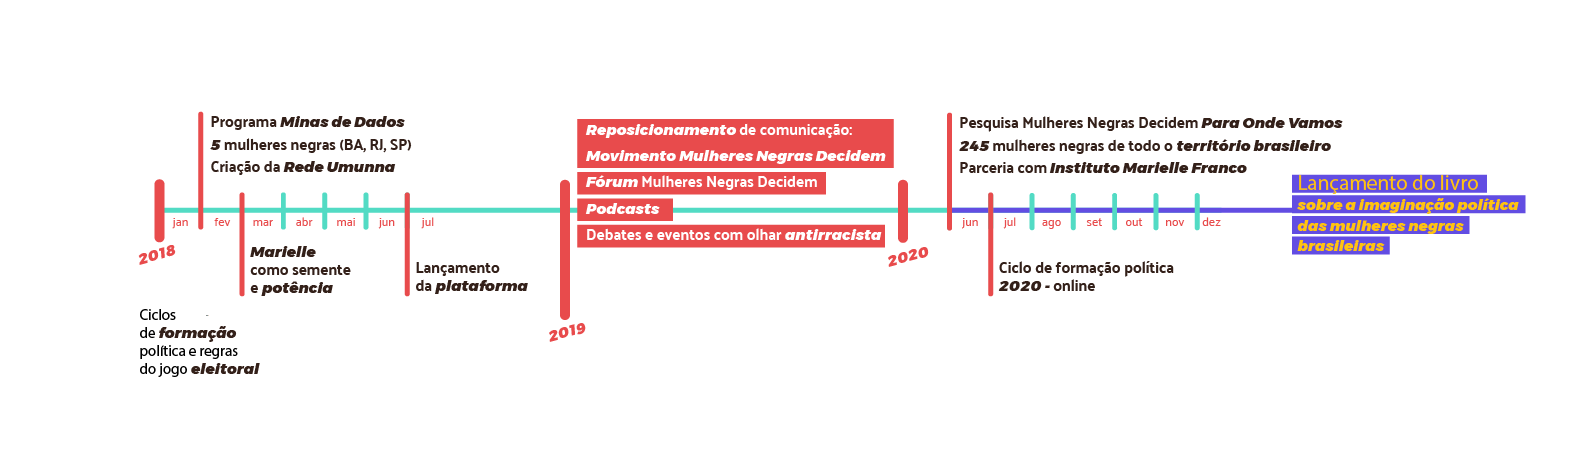 Programa Minas de Dados
5 mulheres negras (BA, RJ, SP)
Criação da Rede Umunna
2018
jan
fev
mar
abr
mai
jun
jul
Marielle
como semente
e potência
Lançamento
da plataforma
Ciclos
de formação
política e regras
do jogo eleitoral
2019
Reposicionamento de comunicação:
Movimento Mulheres Negras Decidem
Fórum Mulheres Negras Decidem
Podcasts
Debates e eventos com olhar antirracista
2020
Pesquisa Mulheres Negras Decidem Para Onde Vamos
245 mulheres negras de todo o território brasileiro
Parceria com Instituto Marielle Franco
jun
jul
ago
set
out
nov
dez
Ciclo de formação política
2020 - online
Lançamento do livro
sobre a imaginação política
das mulheres negras
brasileiras